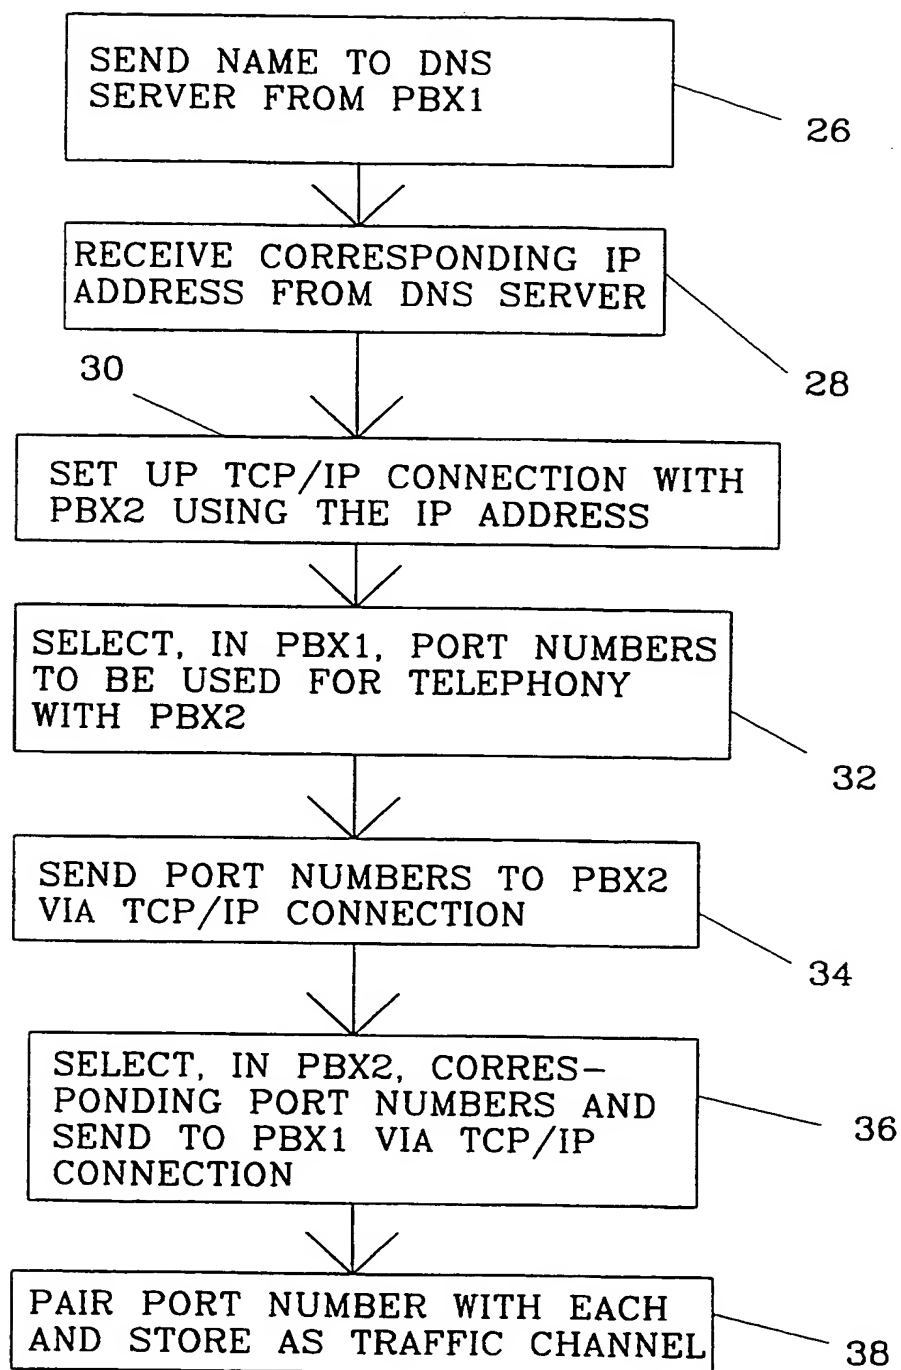 SEND NAME TO DNS
SERVER FROM PBX1
26
RECEIVE CORRESPONDING IP
ADDRESS FROM DNS SERVER
28
30
SET UP TCP/IP CONNECTION WITH
PBX2 USING THE IP ADDRESS
SELECT, IN PBX1, PORT NUMBERS
TO BE USED FOR TELEPHONY
WITH PBX2
32
SEND PORT NUMBERS TO PBX2
VIA TCP/IP CONNECTION
34
SELECT, IN PBX2, CORRES-
PONDING PORT NUMBERS AND
SEND TO PBX1 VIA TCP/IP
CONNECTION
36
PAIR PORT NUMBER WITH EACH
AND STORE AS TRAFFIC CHANNEL
38